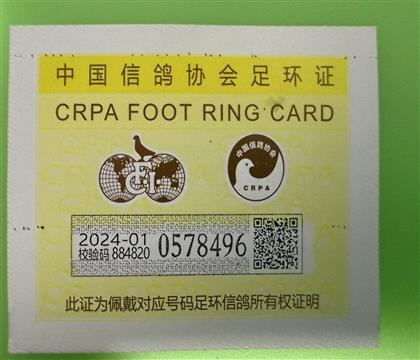 中国信鸽协会足环证
CRPA FOOT RING CARD
FCI
中国信鸽协会
CRPA
2024-01
校验码 884820
0578496
此证为佩戴对应号码足环信鸽所有权证明